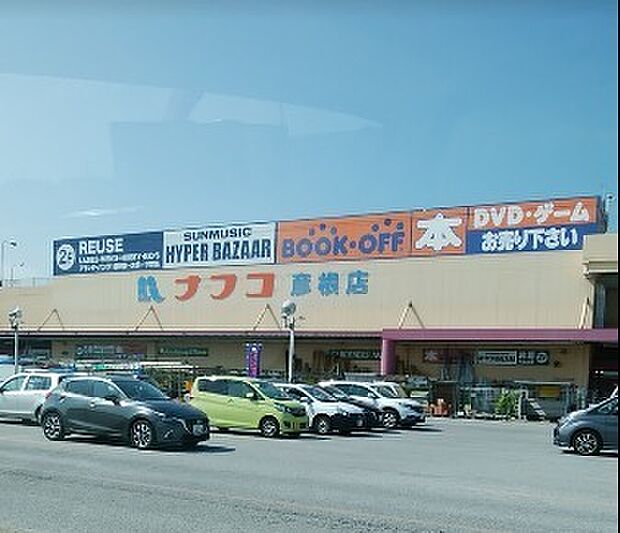 REUSE
SUNMUSIC
HYPER BAZAAR
BOOK・OFF
本
DVD・ゲーム
お売り下さい
ナフコ 彦根店